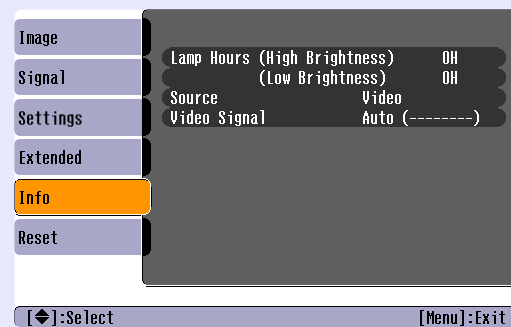 Image
Signal
Settings
Extended
Info
Reset
Lamp Hours (High Brightness) 0H
(Low Brightness) 0H
Source Video
Video Signal Auto (--------)
[◆]:Select [Menu]:Exit